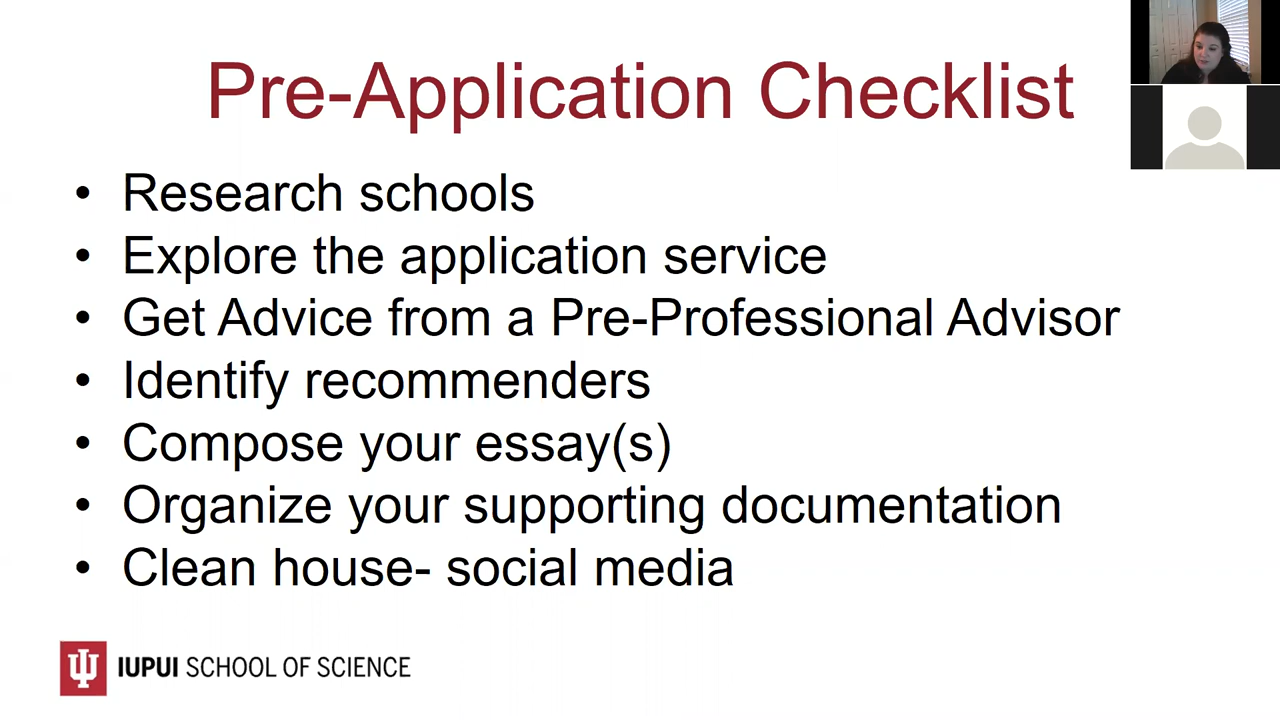 Pre-Application Checklist
• Research schools
• Explore the application service
• Get Advice from a Pre-Professional Advisor
• Identify recommenders
• Compose your essay(s)
• Organize your supporting documentation
• Clean house- social media
IUPUI SCHOOL OF SCIENCE